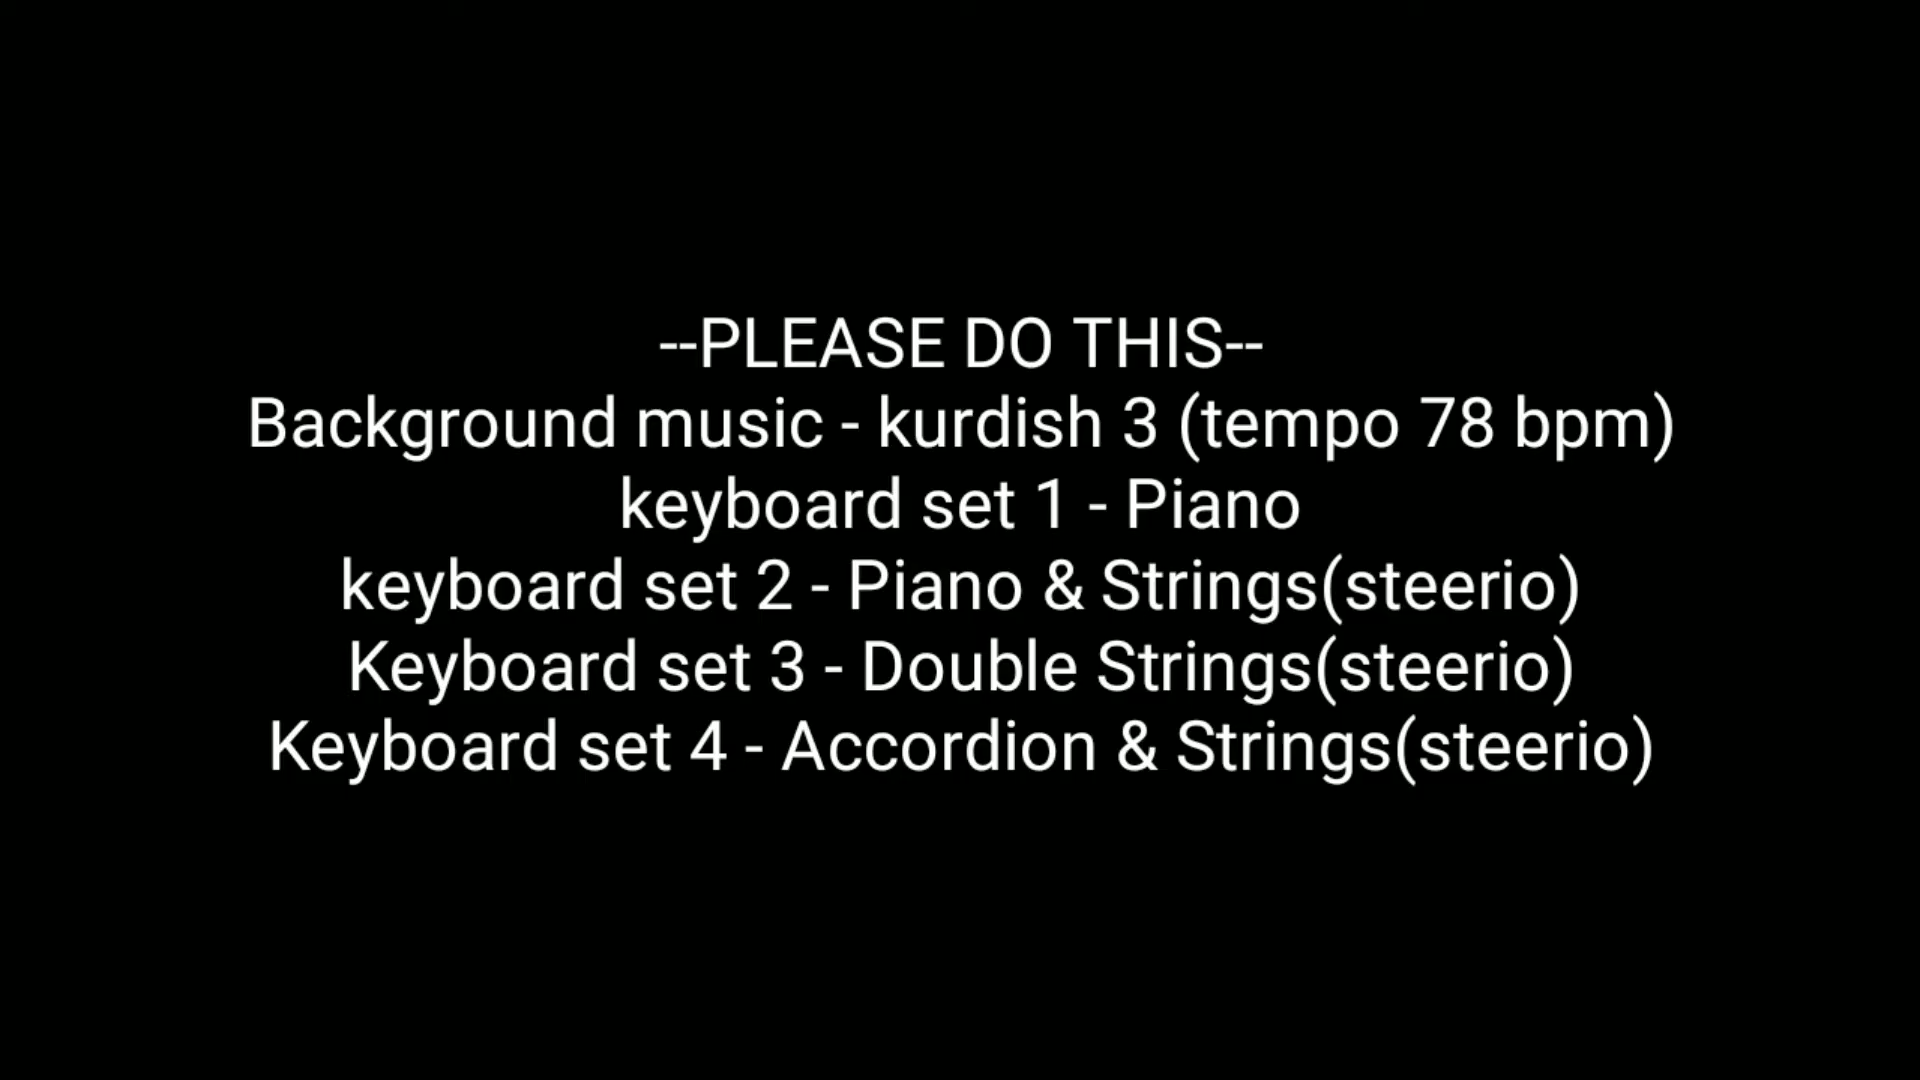 --PLEASE DO THIS--
Background music - kurdish 3 (tempo 78 bpm)
keyboard set 1 - Piano
keyboard set 2 - Piano & Strings(steerio)
Keyboard set 3 - Double Strings(steerio)
Keyboard set 4 - Accordion & Strings(steerio)